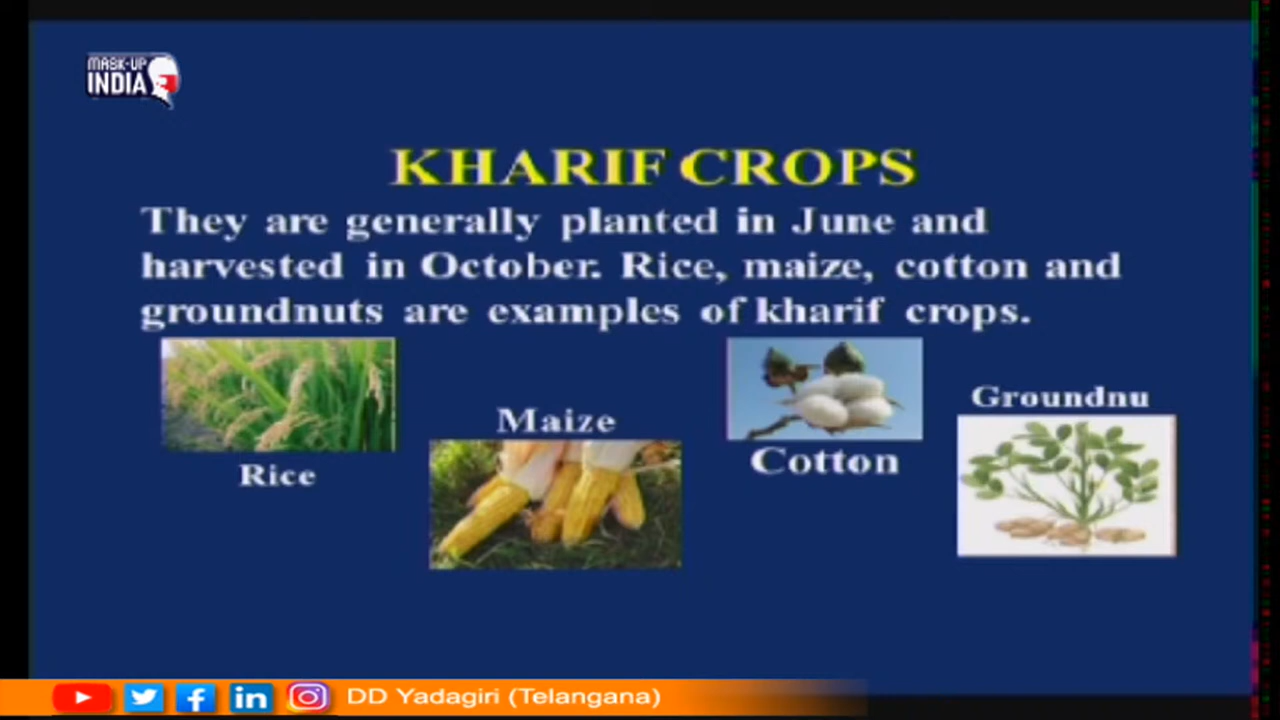 MASK-UP
INDIA
KHARIF CROPS
They are generally planted in June and
harvested in October. Rice, maize, cotton and
groundnuts are examples of kharif crops.
Rice
Maize
Cotton
Groundnu
in
DD Yadagiri (Telangana)